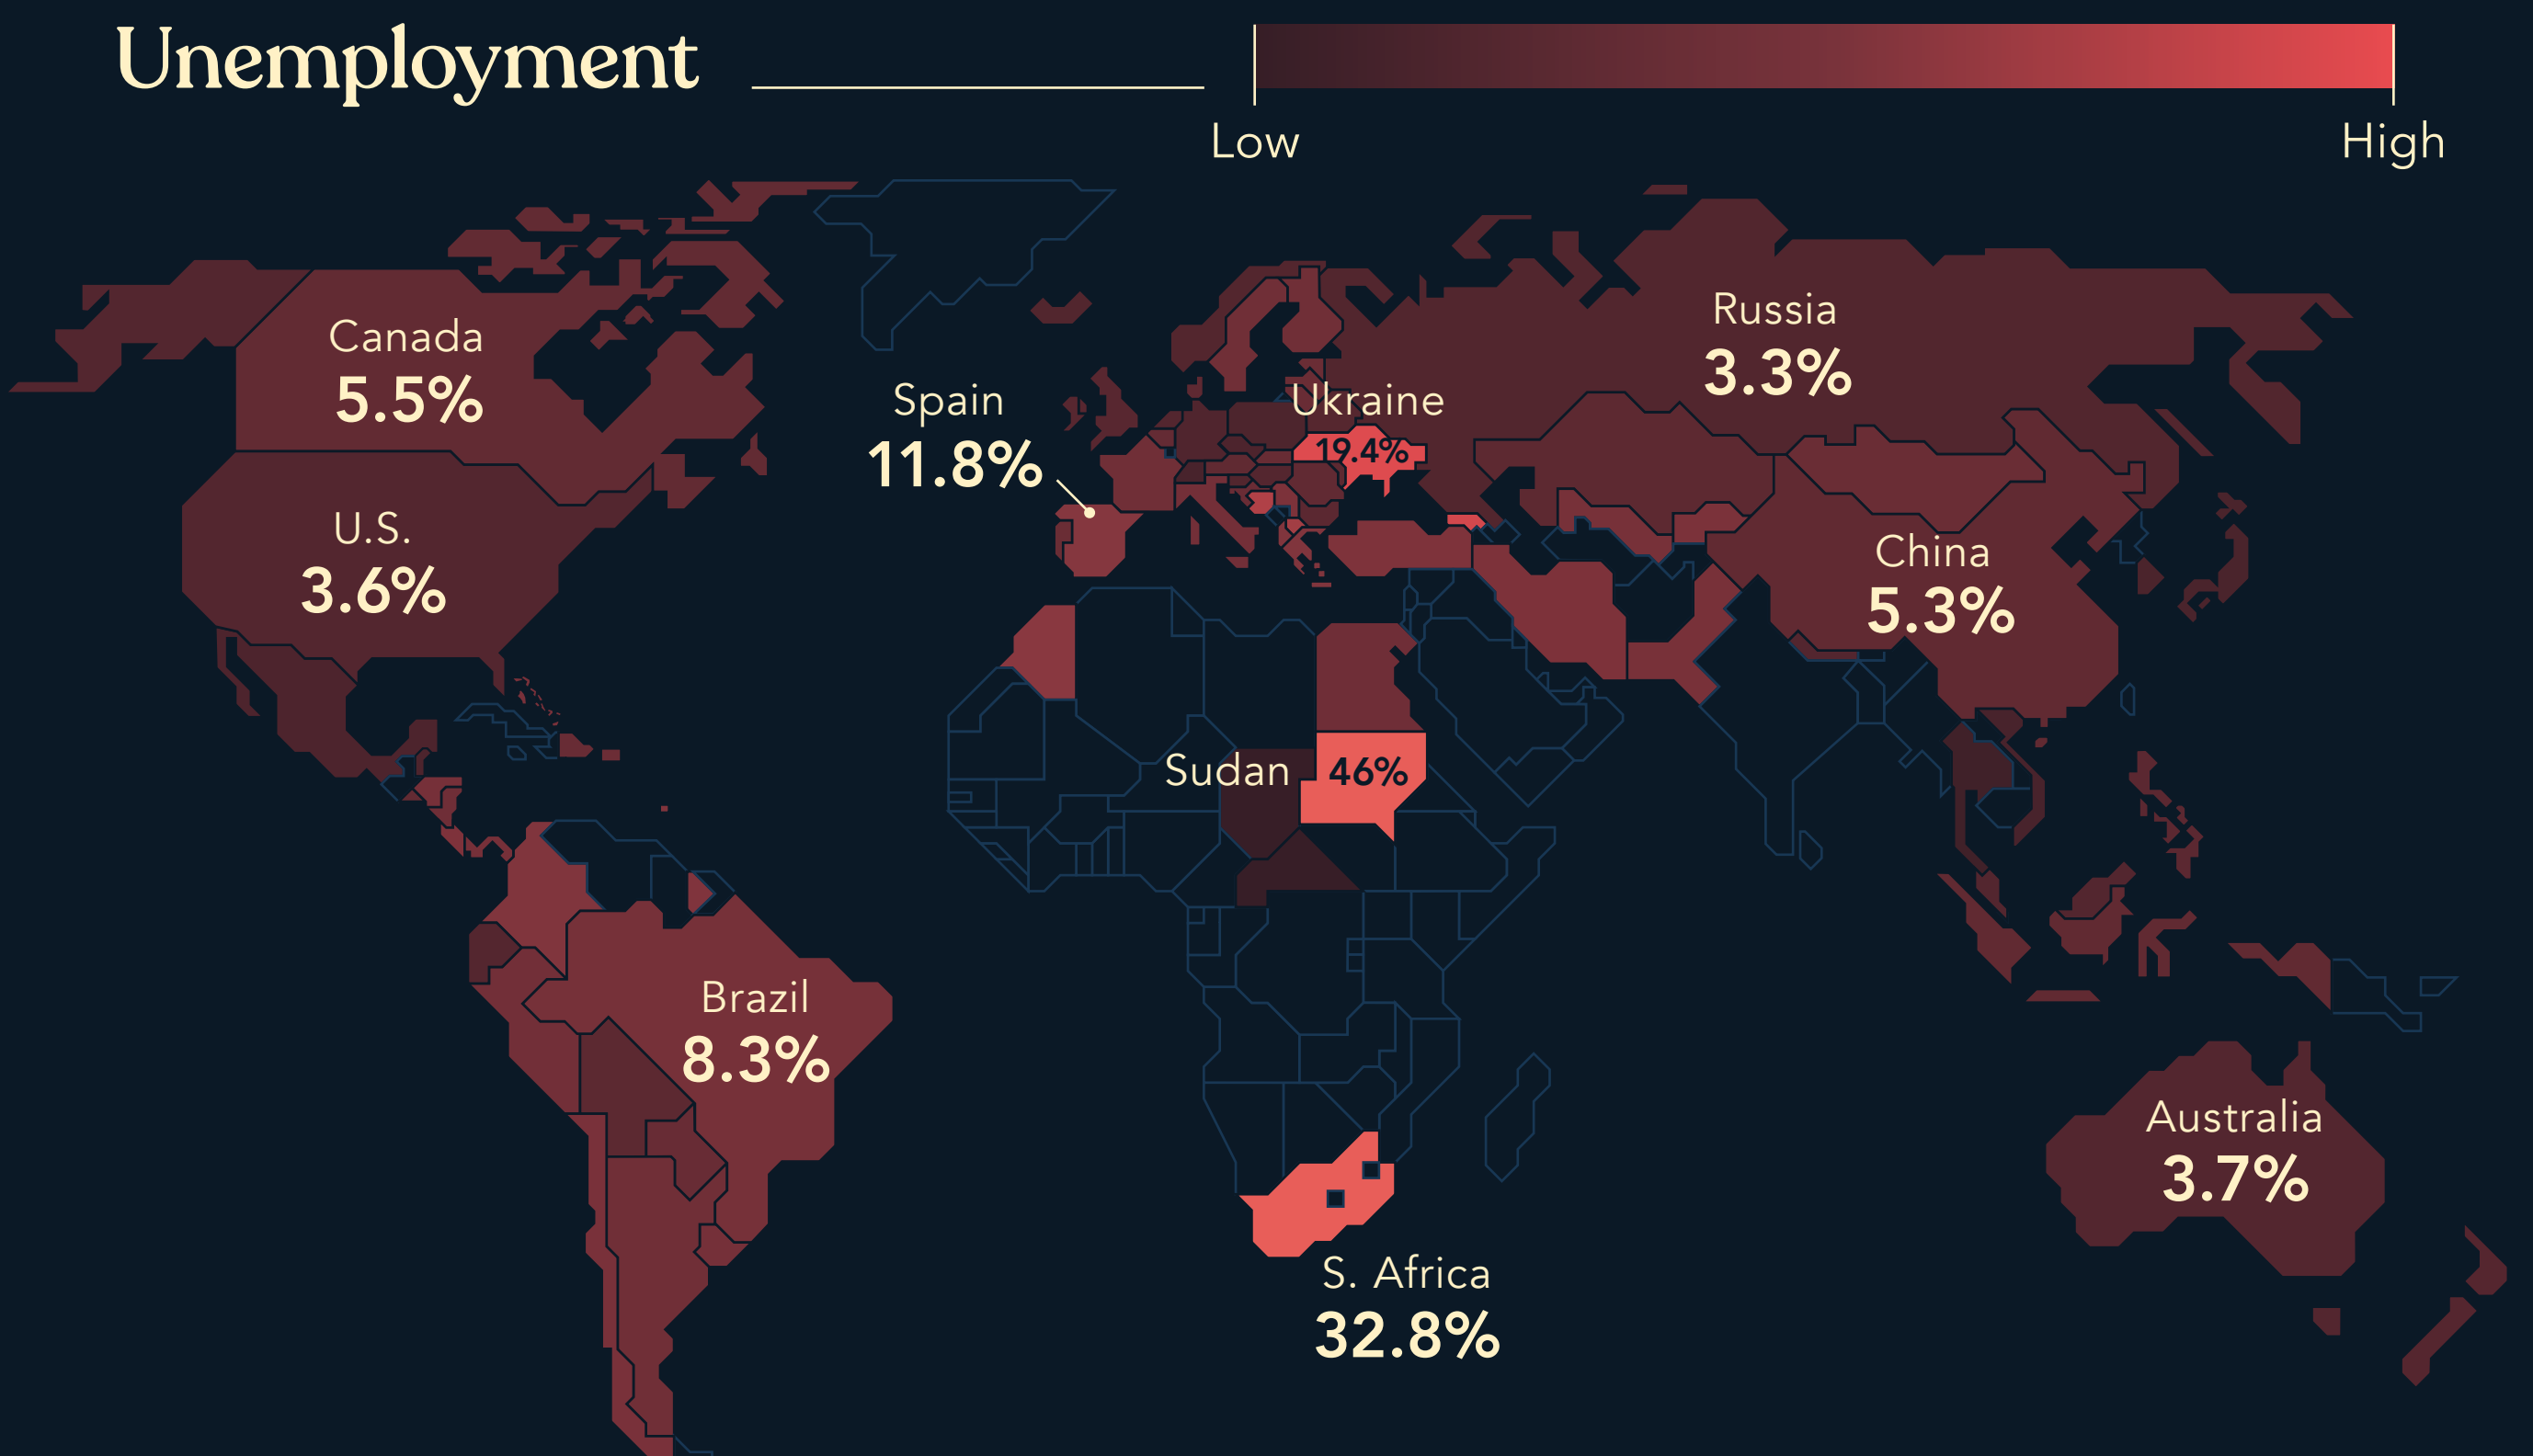 Unemployment
Low
High
Canada
5.5%
Russia
3.3%
Spain
11.8%
Ukraine
19.4%
U.S.
3.6%
China
5.3%
Sudan
46%
Brazil
8.3%
Australia
3.7%
S. Africa
32.8%